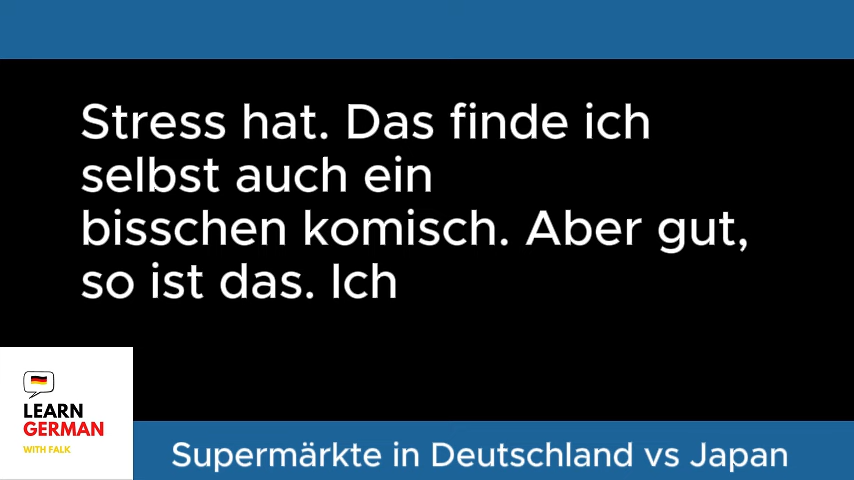 Stress hat. Das finde ich
selbst auch ein
bisschen komisch. Aber gut,
so ist das. Ich
LEARN
GERMAN
WITH FALK
Supermärkte in Deutschland vs Japan